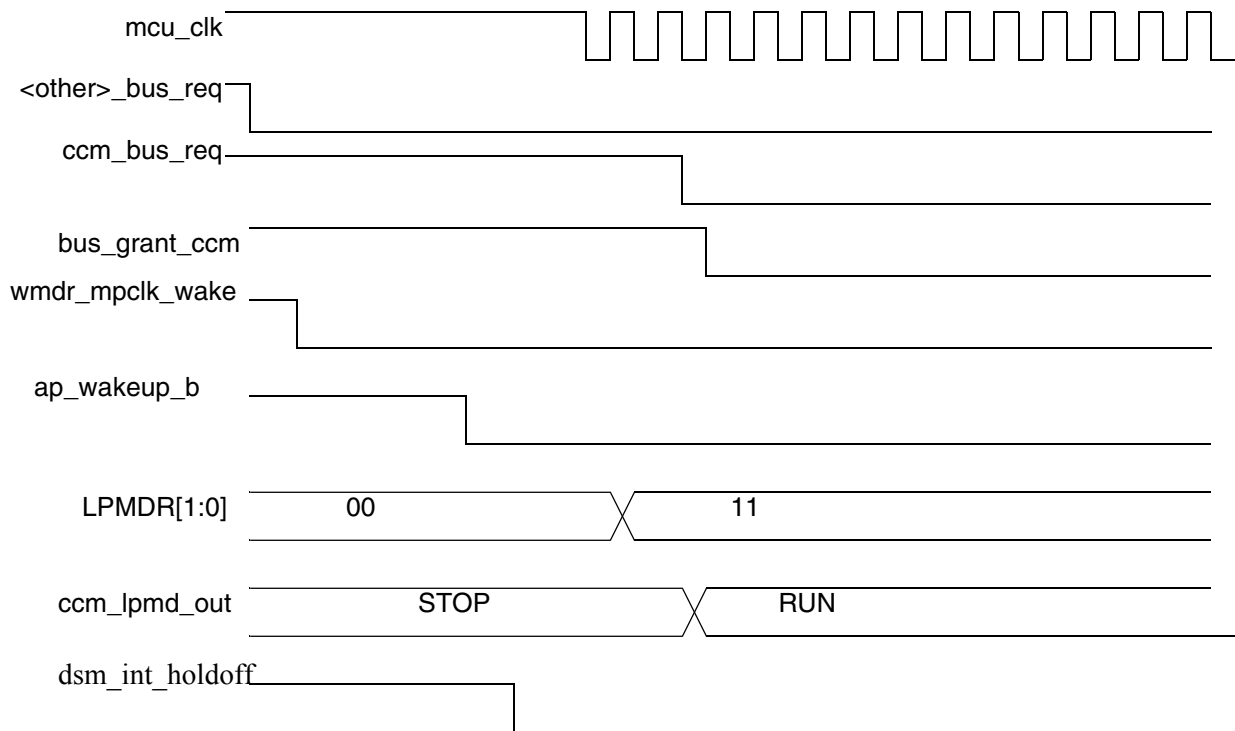 mcu_clk
<other>_bus_req
ccm_bus_req
bus_grant_ccm
wmdr_mpclk_wake
ap_wakeup_b
LPMDR[1:0] 00 11
ccm_lpmd_out STOP RUN
dsm_int_holdoff